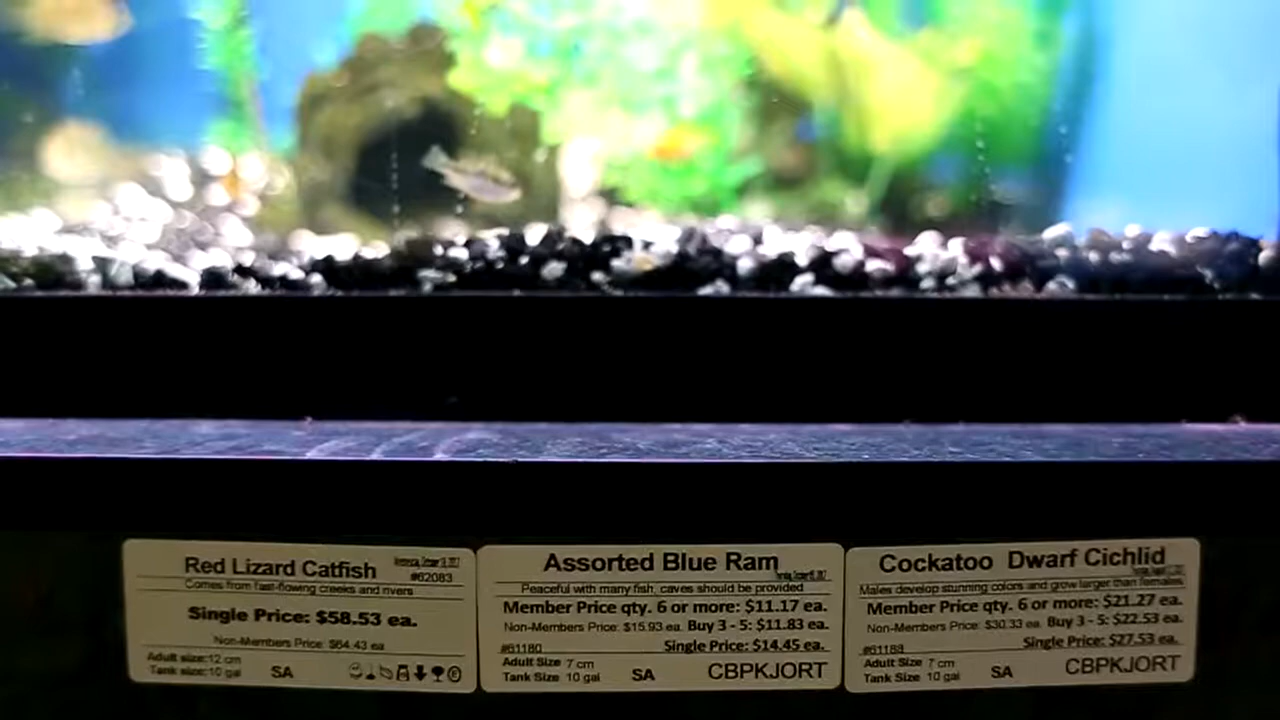 Red Lizard Catfish
#62083
Comes from fast-flowing creeks and rivers
Single Price: $58.53 ea.
Non-Members Price: $64.43 ea
Adult size: 12 cm
Tank size: 10 gal
SA
Assorted Blue Ram
Peaceful with many fish, caves should be provided
Member Price qty. 6 or more: $11.17 ea.
Non-Members Price: $15.93 ea. Buy 3 - 5: $11.83 ea.
#61180 Single Price: $14.45 ea.
Adult Size 7 cm
Tank Size 10 gal
SA
CBPKJORT
Cockatoo Dwarf Cichlid
Males develop stunning colors and grow larger than females
Member Price qty. 6 or more: $21.27 ea.
Non-Members Price: $30.33 ea. Buy 3 - 5: $22.53 ea.
#61188 Single Price: $27.53 ea.
Adult Size 7 cm
Tank Size 10 gal
SA
CBPKJORT